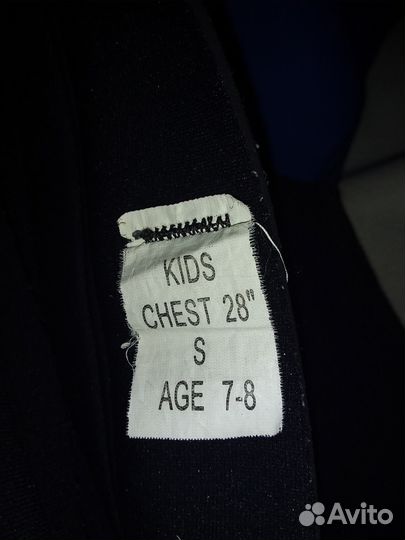 KIDS
CHEST 28"
S
AGE 7-8
Avito